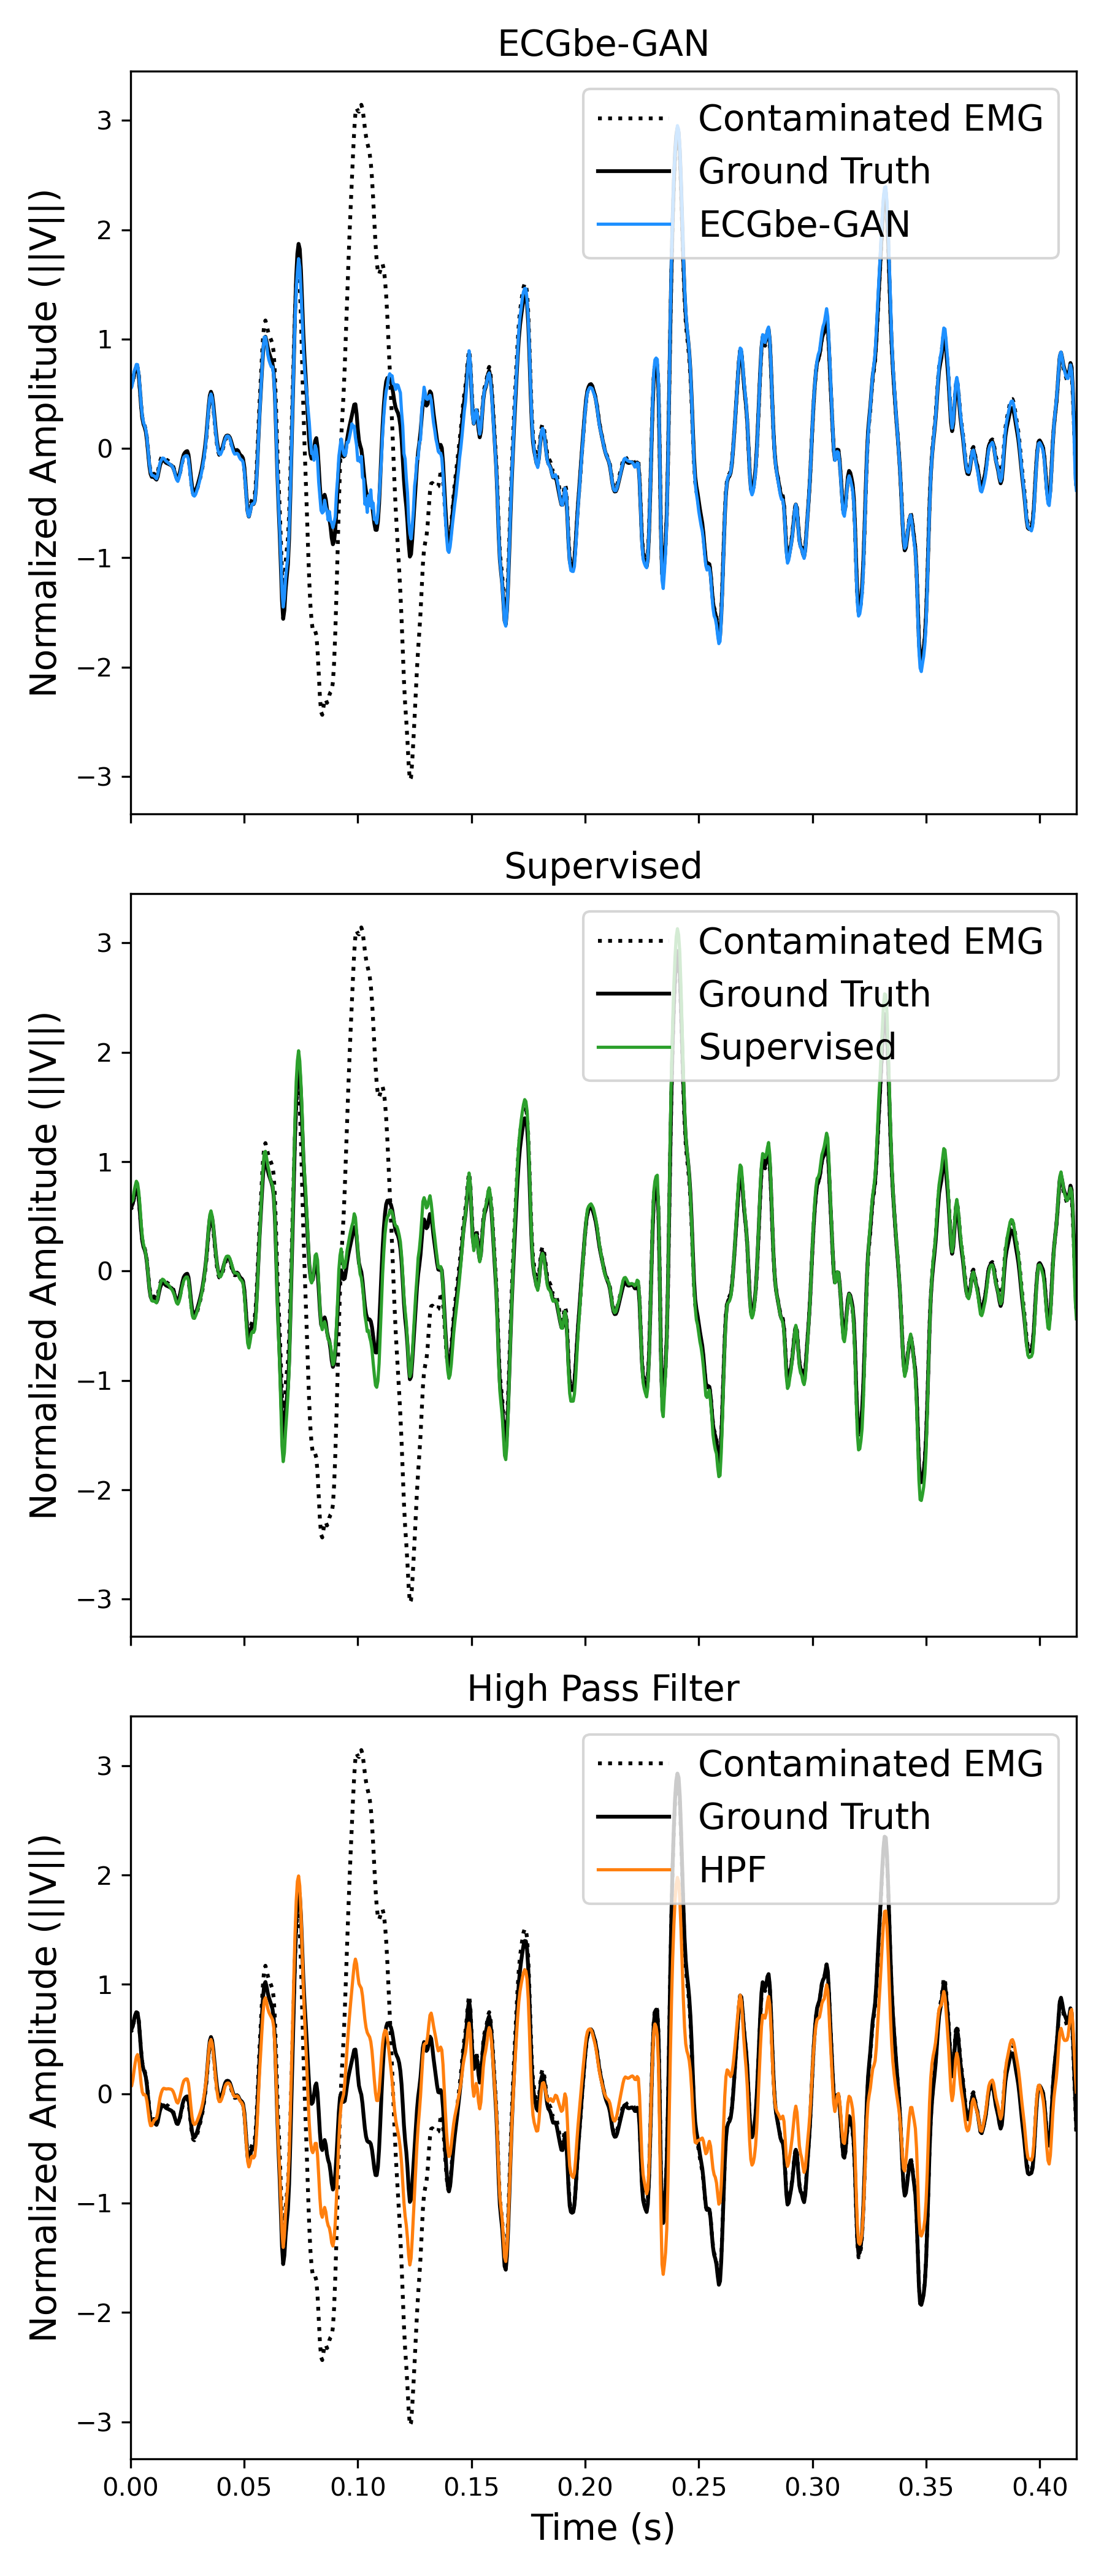 ECGbe-GAN
Normalized Amplitude (||V||)
3
2
1
0
−1
−2
−3
Contaminated EMG
Ground Truth
ECGbe-GAN
Supervised
Normalized Amplitude (||V||)
3
2
1
0
−1
−2
−3
Contaminated EMG
Ground Truth
Supervised
High Pass Filter
Normalized Amplitude (||V||)
3
2
1
0
−1
−2
−3
Contaminated EMG
Ground Truth
HPF
0.00 0.05 0.10 0.15 0.20 0.25 0.30 0.35 0.40
Time (s)